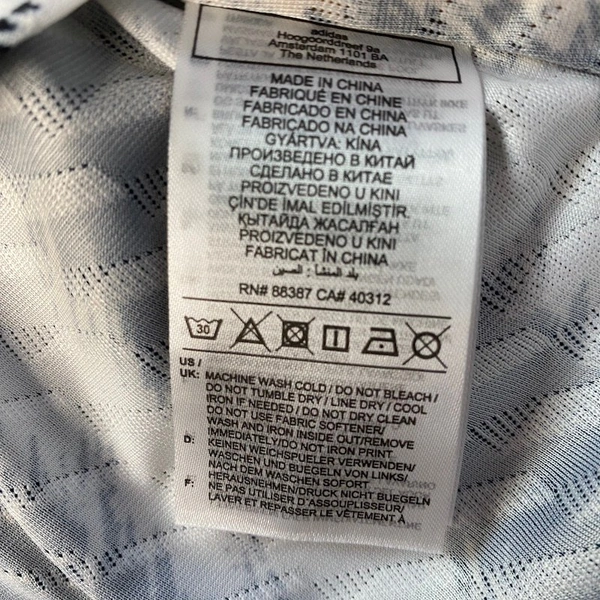 adidas
Hoogoorddreef 9a
Amsterdam 1101 BA
The Netherlands
MADE IN CHINA
FABRIQUÉ EN CHINE
FABRICADO EN CHINA
FABRICADO NA CHINA
GYÁRTVA: KÍNA
ПРОИЗВЕДЕНО В КИТАЙ
СДЕЛАНО В КИТАЕ
PROIZVEDENO U KINI
ÇİN'DE İMAL EDİLMİŞTİR.
ҚЫТАЙДА ЖАСАЛҒАН
PROIZVEDENO U KINI
FABRICAT ÎN CHINA
بلد المنشأ : الصين
RN# 88387 CA# 40312
30
US /
UK: MACHINE WASH COLD / DO NOT BLEACH /
DO NOT TUMBLE DRY / LINE DRY / COOL
IRON IF NEEDED / DO NOT DRY CLEAN
DO NOT USE FABRIC SOFTENER/
WASH AND IRON INSIDE OUT/REMOVE
IMMEDIATELY/DO NOT IRON PRINT
D: KEINEN WEICHSPUELER VERWENDEN/
WASCHEN UND BUEGELN VON LINKS/
NACH DEM WASCHEN SOFORT
HERAUSNEHMEN/DRUCK NICHT BUEGELN
F: NE PAS UTILISER D'ASSOUPLISSEUR/
LAVER ET REPASSER LE VÊTEMENT À